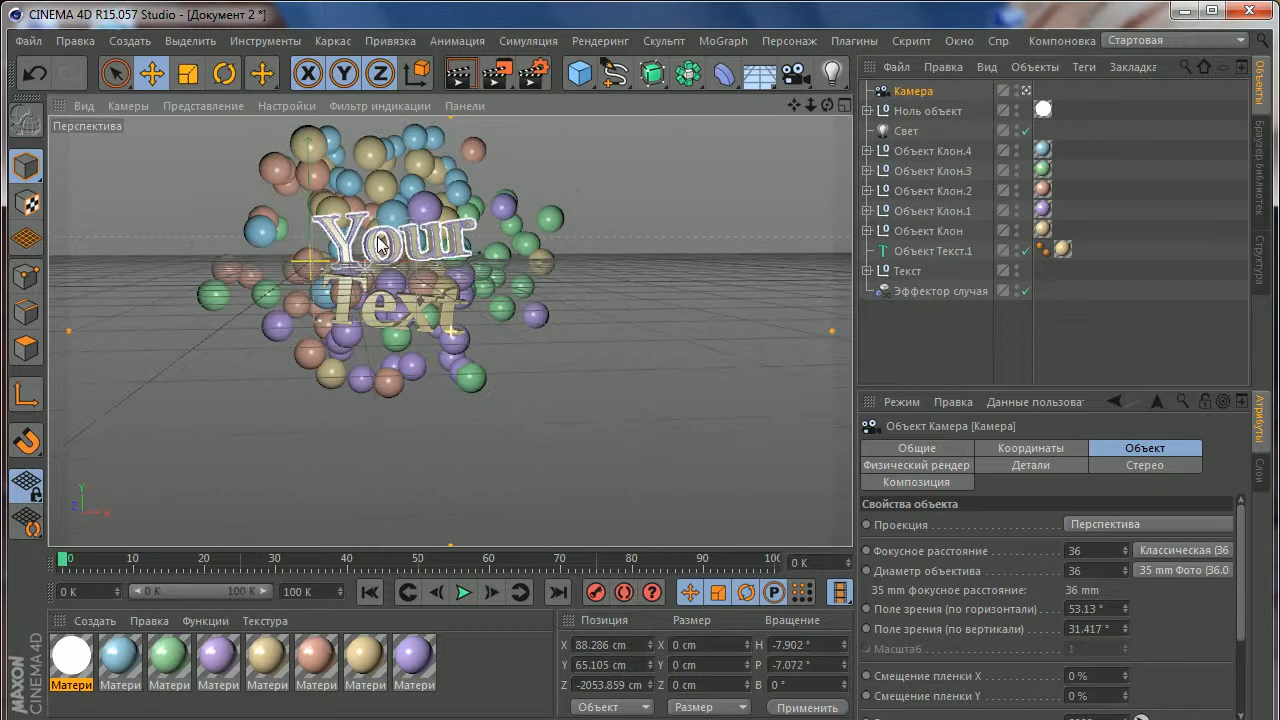 CINEMA 4D R15.057 Studio - [Документ 2 *]
Файл Правка Создать Выделить Инструменты Каркас Привязка Анимация Симуляция Рендеринг Скульпт MoGraph Персонаж Плагины Скрипт Окно Спр Компоновка Стартовая
X Y Z
Файл Правка Вид Объекты Теги Закладка
Вид Камеры Представление Настройки Фильтр индикации Панели
Перспектива
Камера
Ноль объект
Свет
Объект Клон.4
Объект Клон.3
Объект Клон.2
Объект Клон.1
Объект Клон
Объект Текст.1
Текст
Эффектор случая
Объекты
Браузер библиотек
Структура
Your
Text
Y
Z X
Режим Правка Данные пользова
Объект Камера [Камера]
Общие Координаты Объект
Физический рендер Детали Стерео
Композиция
Свойства объекта
Проекция Перспектива
Фокусное расстояние 36 Классическая (36
Диаметр объектива 36 35 mm Фото (36.0
35 mm фокусное расстояние: 36 mm
Поле зрения (по горизонтали) 53.13 °
Поле зрения (по вертикали) 31.417 °
Масштаб 1
Смещение пленки X 0 %
Смещение пленки Y 0 %
Атрибуты
Слои
0 10 20 30 40 50 60 70 80 90 100 0 K
0 K 0 K 100 K 100 K
P
Создать Правка Функции Текстура
Матери Матери Матери Матери Матери Матери Матери Матери
MAXON
CINEMA 4D
Позиция Размер Вращение
X 88.286 cm X 0 cm H -7.902 °
Y 65.105 cm Y 0 cm P -7.072 °
Z -2053.859 cm Z 0 cm B 0 °
Объект Размер Применить